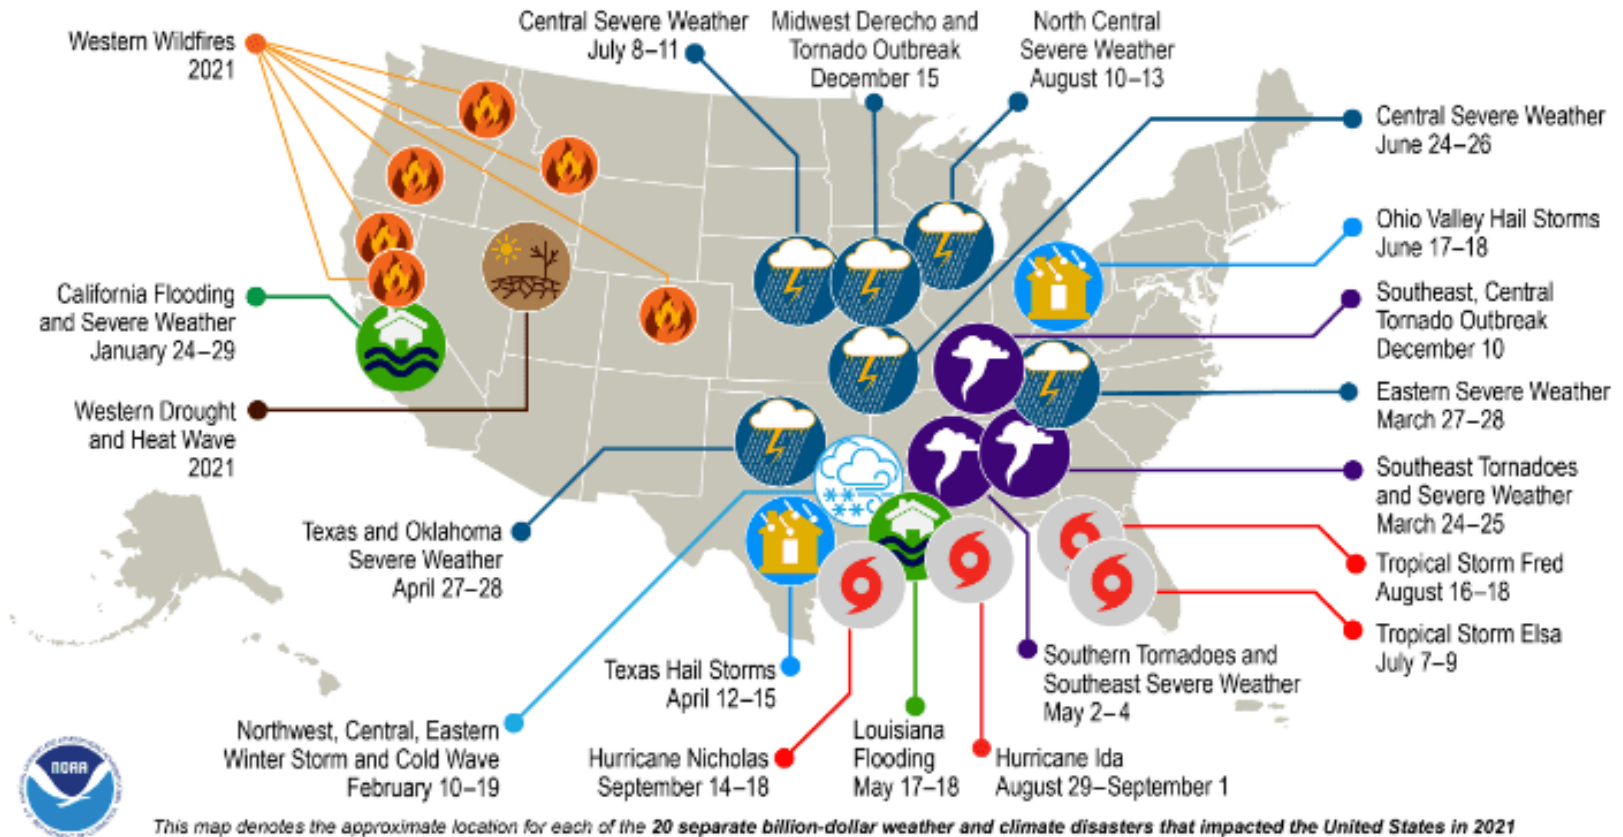 Western Wildfires
2021
Central Severe Weather
July 8–11
Midwest Derecho and
Tornado Outbreak
December 15
North Central
Severe Weather
August 10–13
Central Severe Weather
June 24–26
Ohio Valley Hail Storms
June 17–18
California Flooding
and Severe Weather
January 24–29
Southeast, Central
Tornado Outbreak
December 10
Western Drought
and Heat Wave
2021
Eastern Severe Weather
March 27–28
Southeast Tornadoes
and Severe Weather
March 24–25
Texas and Oklahoma
Severe Weather
April 27–28
Tropical Storm Fred
August 16–18
Tropical Storm Elsa
July 7–9
Texas Hail Storms
April 12–15
Southern Tornadoes and
Southeast Severe Weather
May 2–4
Northwest, Central, Eastern
Winter Storm and Cold Wave
February 10–19
Hurricane Nicholas
September 14–18
Louisiana
Flooding
May 17–18
Hurricane Ida
August 29–September 1
NOAA
This map denotes the approximate location for each of the 20 separate billion-dollar weather and climate disasters that impacted the United States in 2021